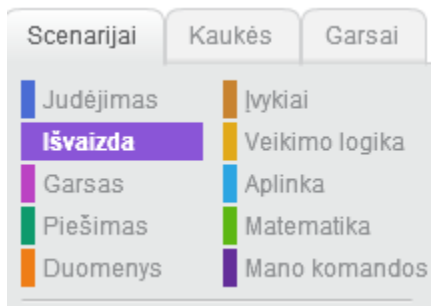 Scenarijai Kaukės Garsai
Judėjimas Įvykiai
Išvaizda Veikimo logika
Garsas Aplinka
Piešimas Matematika
Duomenys Mano komandos